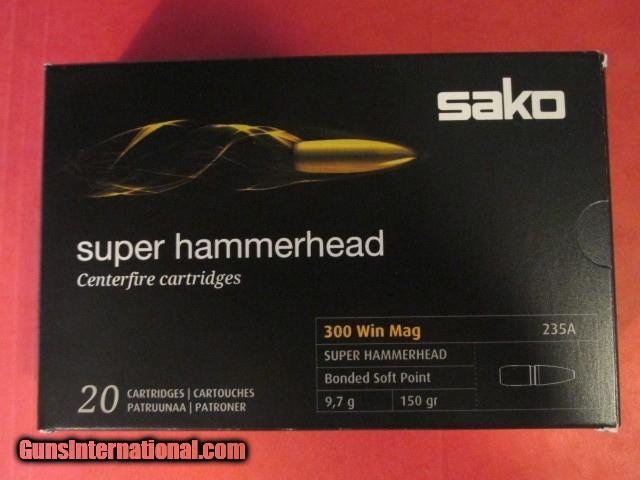 sako
super hammerhead
Centerfire cartridges
300 Win Mag 235A
SUPER HAMMERHEAD
Bonded Soft Point
9,7 g 150 gr
20 CARTRIDGES | CARTOUCHES
PATRUUNAA | PATRONER
GunsInternational.com